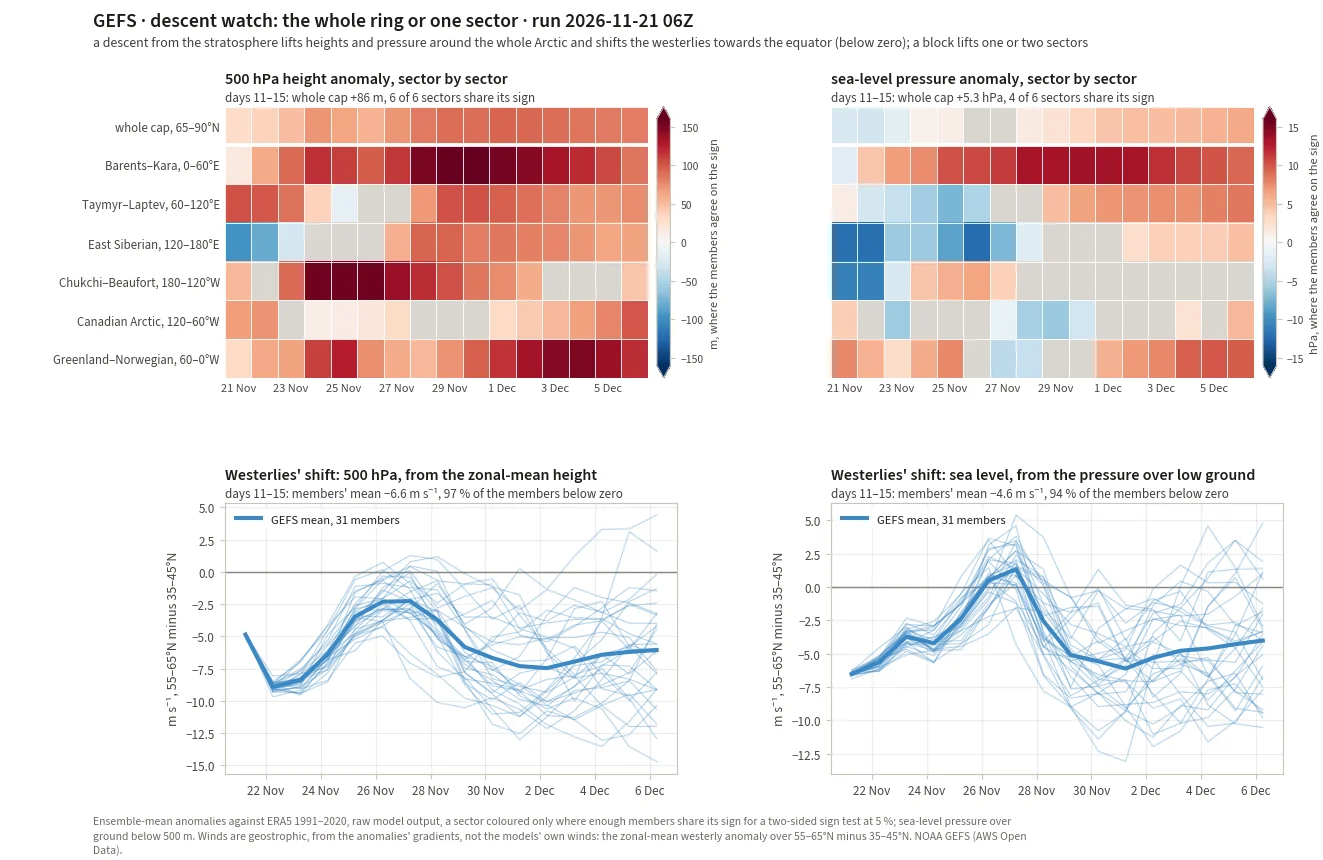 GEFS · descent watch: the whole ring or one sector · run 2026-11-21 06Z
a descent from the stratosphere lifts heights and pressure around the whole Arctic and shifts the westerlies towards the equator (below zero); a block lifts one or two sectors
500 hPa height anomaly, sector by sector
days 11–15: whole cap +86 m, 6 of 6 sectors share its sign
whole cap, 65–90°N
Barents–Kara, 0–60°E
Taymyr–Laptev, 60–120°E
East Siberian, 120–180°E
Chukchi–Beaufort, 180–120°W
Canadian Arctic, 120–60°W
Greenland–Norwegian, 60–0°W
21 Nov 23 Nov 25 Nov 27 Nov 29 Nov 1 Dec 3 Dec 5 Dec
150
100
50
0
−50
−100
−150
m, where the members agree on the sign
sea-level pressure anomaly, sector by sector
days 11–15: whole cap +5.3 hPa, 4 of 6 sectors share its sign
21 Nov 23 Nov 25 Nov 27 Nov 29 Nov 1 Dec 3 Dec 5 Dec
15
10
5
0
−5
−10
−15
hPa, where the members agree on the sign
Westerlies' shift: 500 hPa, from the zonal-mean height
days 11–15: members' mean −6.6 m s⁻¹, 97 % of the members below zero
GEFS mean, 31 members
5.0
2.5
0.0
−2.5
−5.0
−7.5
−10.0
−12.5
−15.0
m s⁻¹, 55–65°N minus 35–45°N
22 Nov 24 Nov 26 Nov 28 Nov 30 Nov 2 Dec 4 Dec 6 Dec
Westerlies' shift: sea level, from the pressure over low ground
days 11–15: members' mean −4.6 m s⁻¹, 94 % of the members below zero
GEFS mean, 31 members
5.0
2.5
0.0
−2.5
−5.0
−7.5
−10.0
−12.5
m s⁻¹, 55–65°N minus 35–45°N
22 Nov 24 Nov 26 Nov 28 Nov 30 Nov 2 Dec 4 Dec 6 Dec
Ensemble-mean anomalies against ERA5 1991–2020, raw model output, a sector coloured only where enough members share its sign for a two-sided sign test at 5 %; sea-level pressure over
ground below 500 m. Winds are geostrophic, from the anomalies' gradients, not the models' own winds: the zonal-mean westerly anomaly over 55–65°N minus 35–45°N. NOAA GEFS (AWS Open
Data).